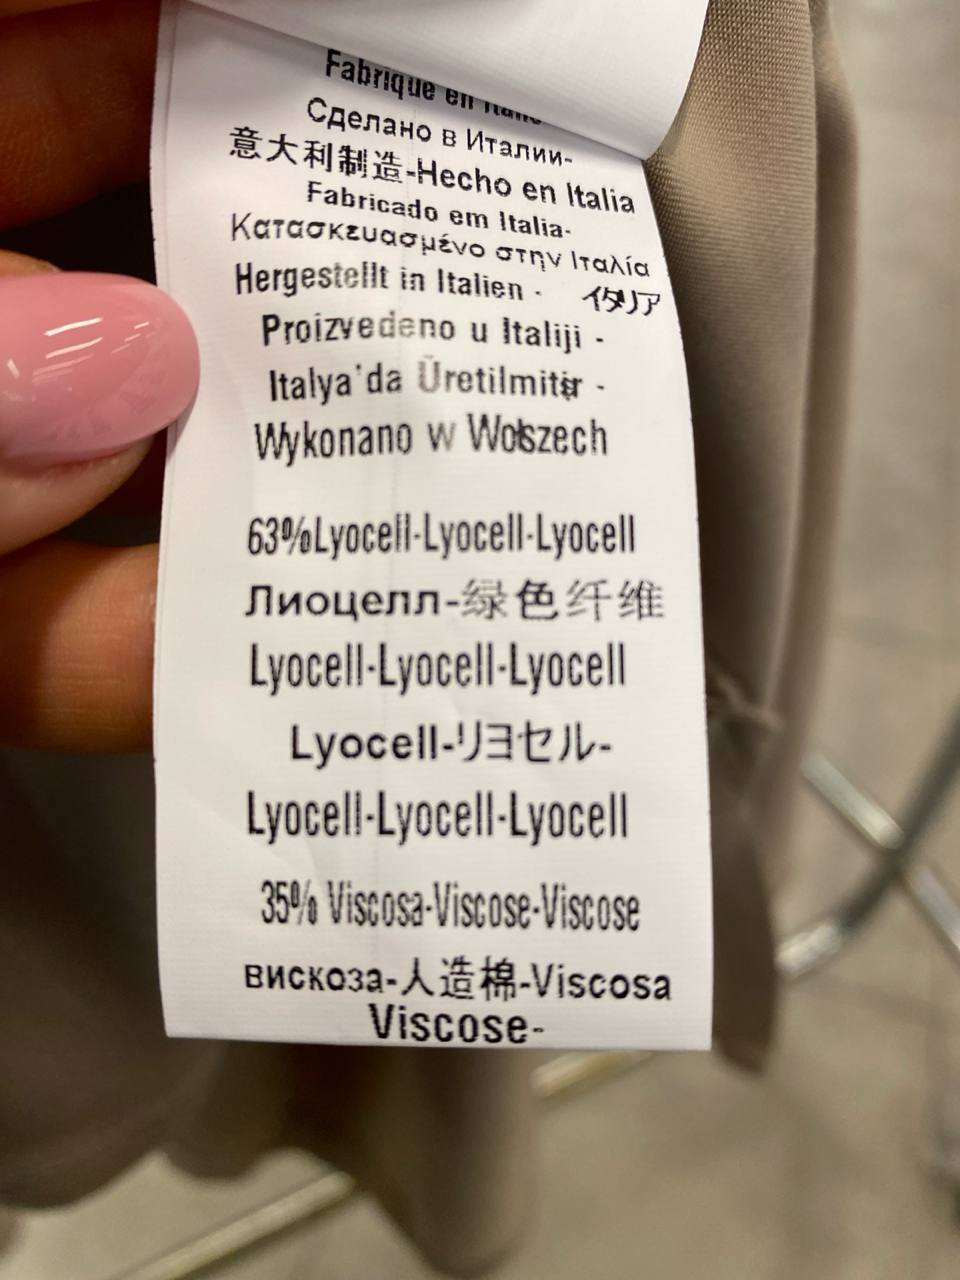 Fabriqué en Italie
Сделано в Италии-
意大利制造-Hecho en Italia
Fabricado em Italia-
Κατασκευασμένο στην Ιταλία
Hergestellt in Italien - イタリア
Proizvedeno u Italiji -
Italya'da Üretilmitşr -
Wykonano w Wołszech
63%Lyocell-Lyocell-Lyocell
Лиоцелл-绿色纤维
Lyocell-Lyocell-Lyocell
Lyocell-リヨセル-
Lyocell-Lyocell-Lyocell
35% Viscosa-Viscose-Viscose
вискоза-人造棉-Viscosa
Viscose-